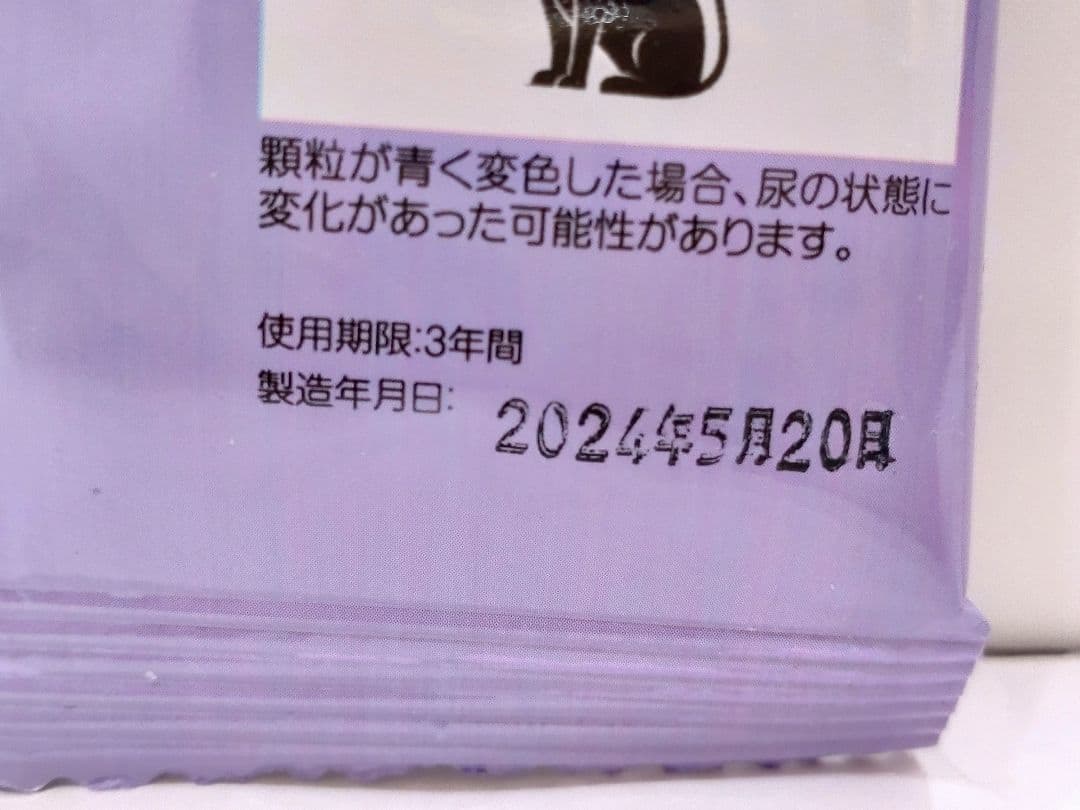 顆粒が青く変色した場合、尿の状態に
変化があった可能性があります。
使用期限:3年間
製造年月日: 2024年5月20日